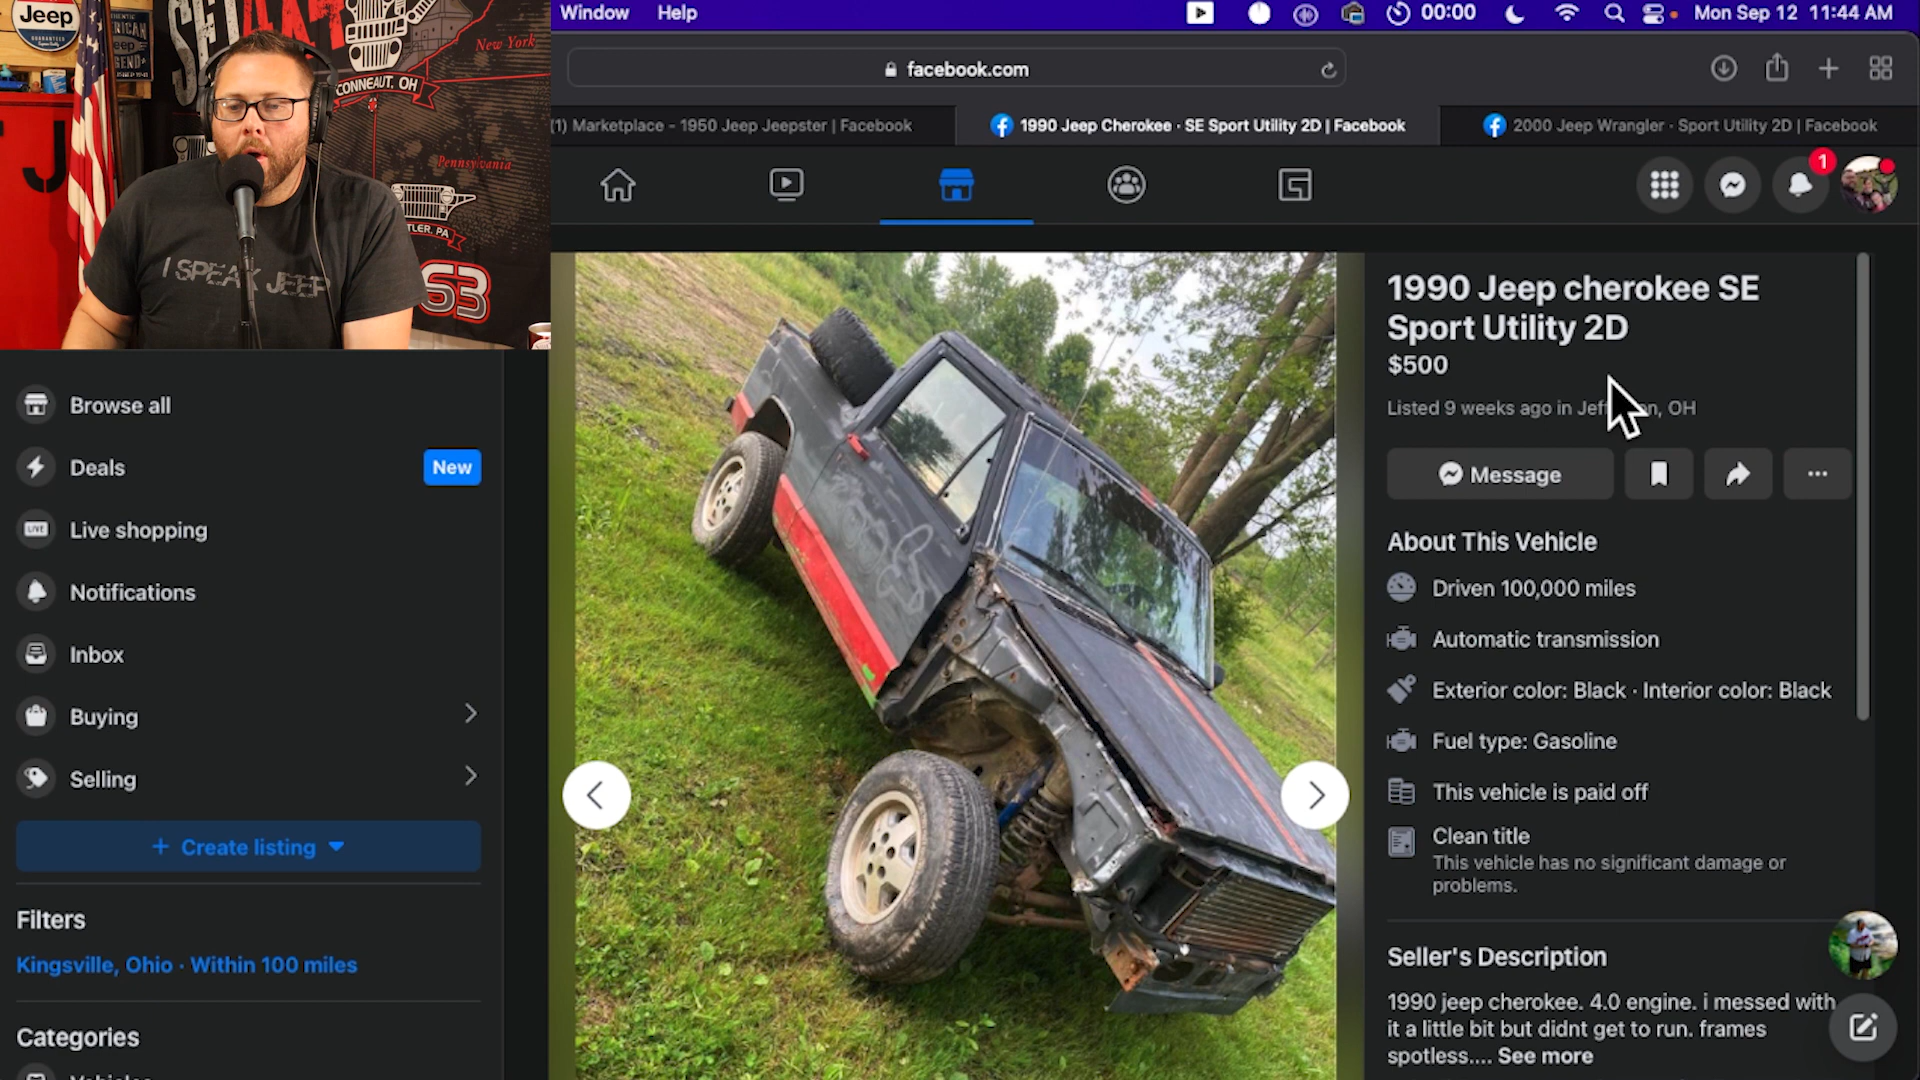 Window Help 00:00 Mon Sep 12 11:44 AM
facebook.com
(1) Marketplace - 1950 Jeep Jeepster | Facebook
1990 Jeep Cherokee · SE Sport Utility 2D | Facebook
2000 Jeep Wrangler · Sport Utility 2D | Facebook
1
Jeep
AMERICAN
New York
CONNEAUT, OH
Pennsylvania
TLER, PA
63
I SPEAK JEEP
J
Browse all
Deals New
LIVE Live shopping
Notifications
Inbox
Buying
Selling
+ Create listing
Filters
Kingsville, Ohio · Within 100 miles
Categories
1990 Jeep cherokee SE
Sport Utility 2D
$500
Listed 9 weeks ago in Jef n, OH
Message
About This Vehicle
Driven 100,000 miles
Automatic transmission
Exterior color: Black · Interior color: Black
Fuel type: Gasoline
This vehicle is paid off
Clean title
This vehicle has no significant damage or
problems.
Seller's Description
1990 jeep cherokee. 4.0 engine. i messed with
it a little bit but didnt get to run. frames
spotless.... See more